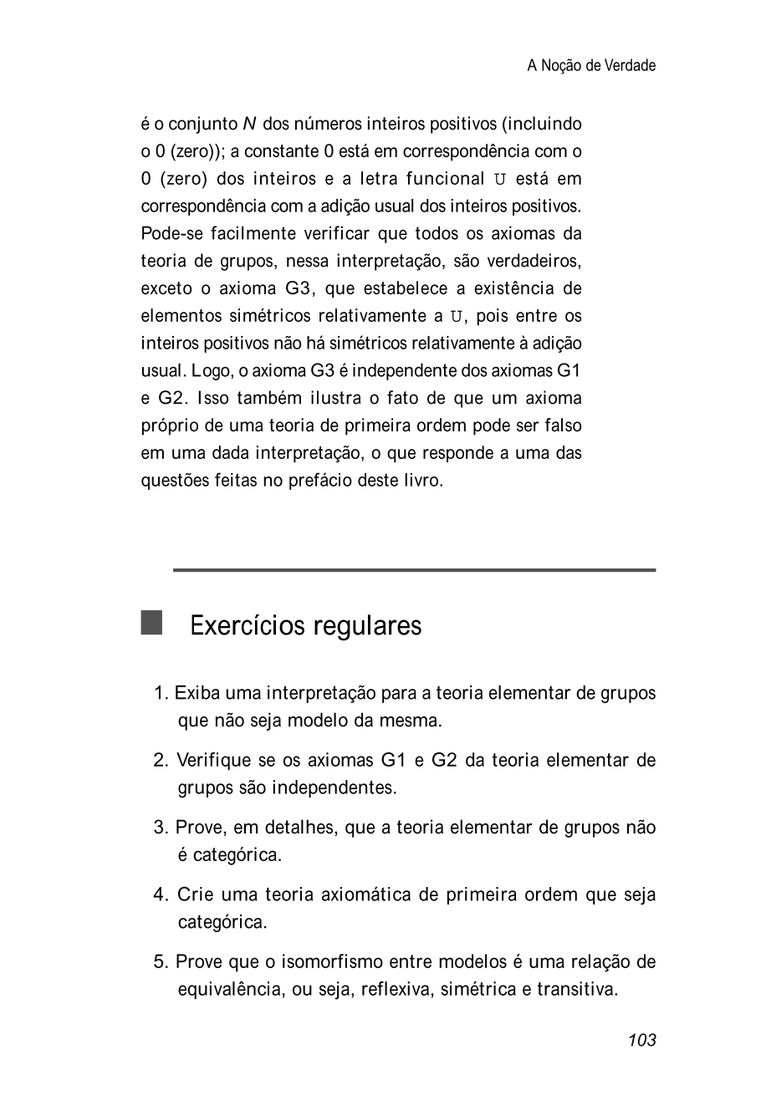 A Noção de Verdade
é o conjunto N dos números inteiros positivos (incluindo
o 0 (zero)); a constante 0 está em correspondência com o
0 (zero) dos inteiros e a letra funcional U está em
correspondência com a adição usual dos inteiros positivos.
Pode-se facilmente verificar que todos os axiomas da
teoria de grupos, nessa interpretação, são verdadeiros,
exceto o axioma G3, que estabelece a existência de
elementos simétricos relativamente a U, pois entre os
inteiros positivos não há simétricos relativamente à adição
usual. Logo, o axioma G3 é independente dos axiomas G1
e G2. Isso também ilustra o fato de que um axioma
próprio de uma teoria de primeira ordem pode ser falso
em uma dada interpretação, o que responde a uma das
questões feitas no prefácio deste livro.
Exercícios regulares
1. Exiba uma interpretação para a teoria elementar de grupos
que não seja modelo da mesma.
2. Verifique se os axiomas G1 e G2 da teoria elementar de
grupos são independentes.
3. Prove, em detalhes, que a teoria elementar de grupos não
é categórica.
4. Crie uma teoria axiomática de primeira ordem que seja
categórica.
5. Prove que o isomorfismo entre modelos é uma relação de
equivalência, ou seja, reflexiva, simétrica e transitiva.
103